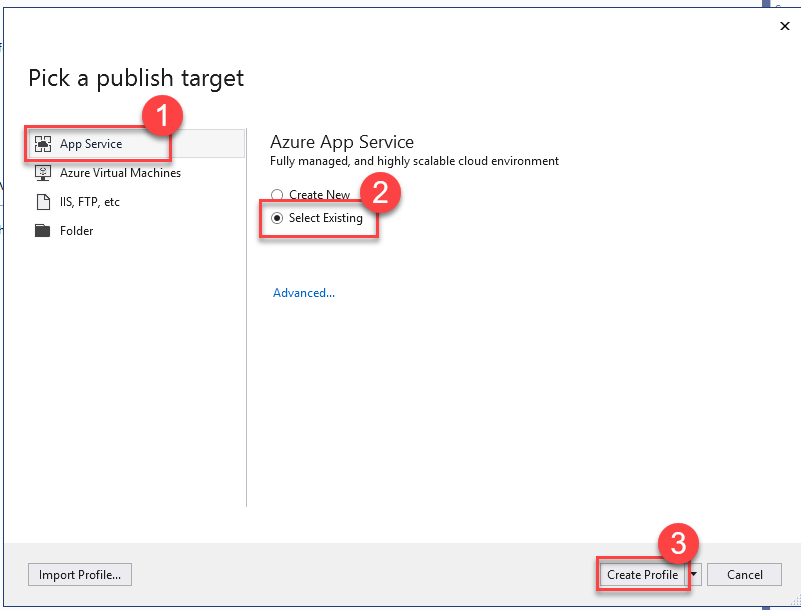 Pick a publish target
1
App Service
Azure Virtual Machines
IIS, FTP, etc
Folder
Azure App Service
Fully managed, and highly scalable cloud environment
Create New
2
Select Existing
Advanced...
3
Import Profile...
Create Profile
Cancel